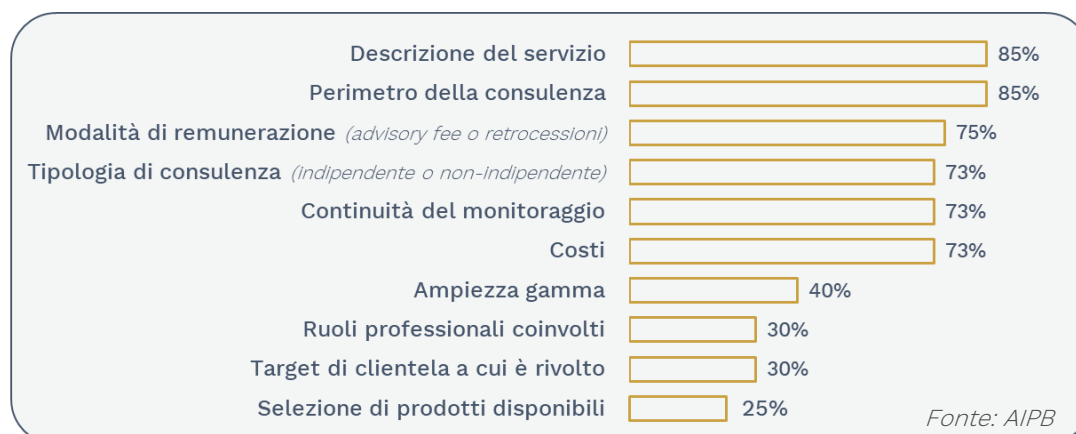 Descrizione del servizio 85%
Perimetro della consulenza 85%
Modalità di remunerazione (advisory fee o retrocessioni) 75%
Tipologia di consulenza (indipendente o non-indipendente) 73%
Continuità del monitoraggio 73%
Costi 73%
Ampiezza gamma 40%
Ruoli professionali coinvolti 30%
Target di clientela a cui è rivolto 30%
Selezione di prodotti disponibili 25%
Fonte: AIPB